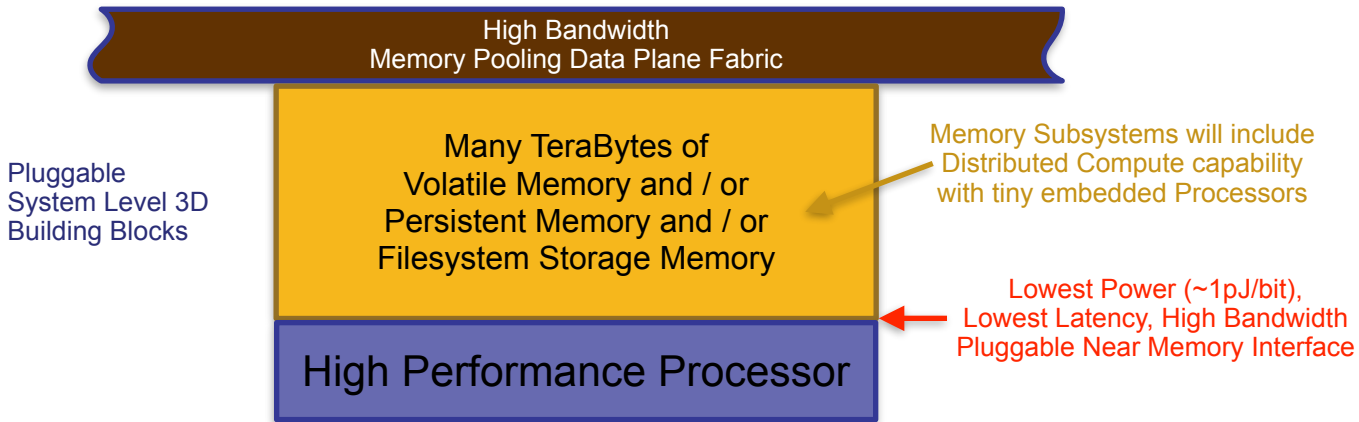 High Bandwidth
Memory Pooling Data Plane Fabric
Many TeraBytes of
Volatile Memory and / or
Persistent Memory and / or
Filesystem Storage Memory
Memory Subsystems will include
Distributed Compute capability
with tiny embedded Processors
Pluggable
System Level 3D
Building Blocks
Lowest Power (~1pJ/bit),
Lowest Latency, High Bandwidth
Pluggable Near Memory Interface
High Performance Processor